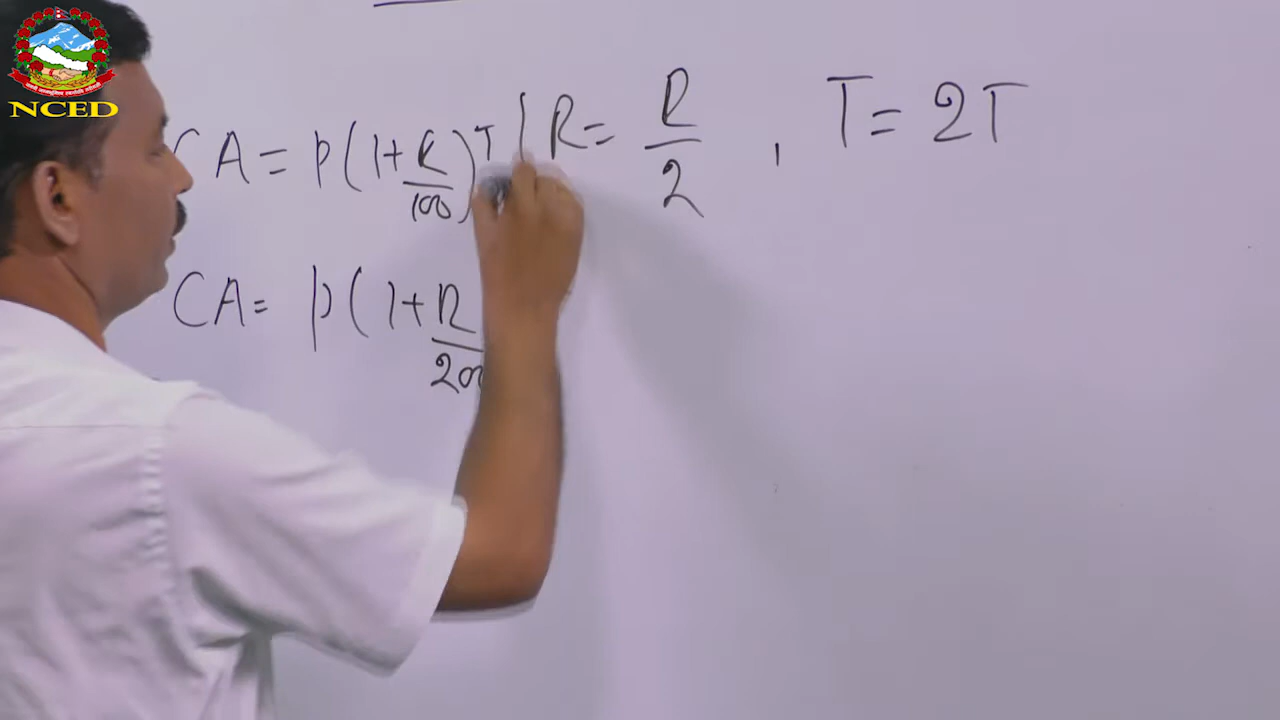 NCED
CA = P(1+R/100)^T | R = R/2 , T = 2T
CA = P(1+R/200